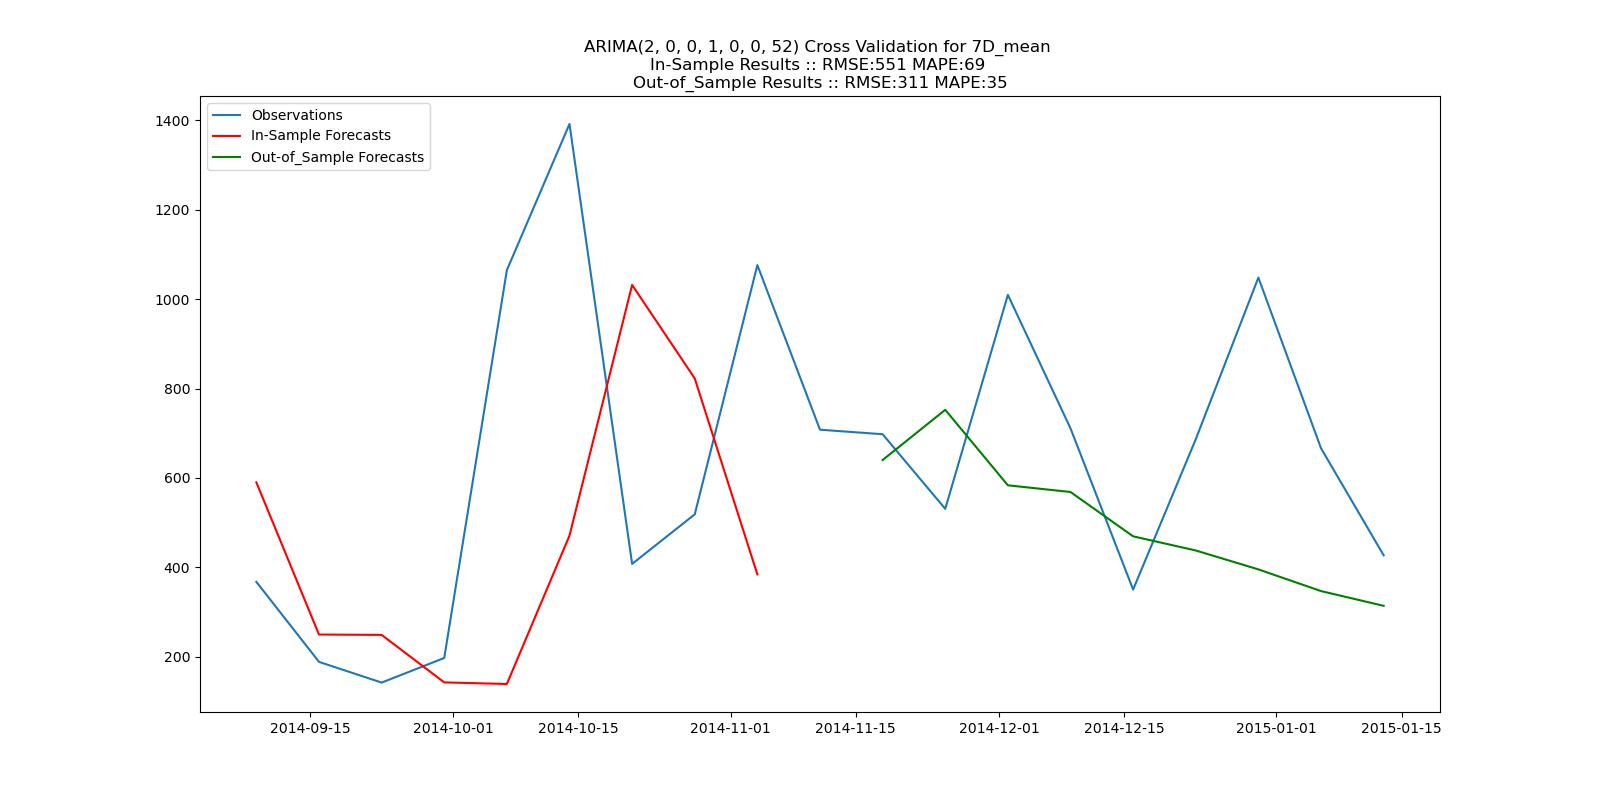 ARIMA(2, 0, 0, 1, 0, 0, 52) Cross Validation for 7D_mean
In-Sample Results :: RMSE:551 MAPE:69
Out-of_Sample Results :: RMSE:311 MAPE:35
Observations
In-Sample Forecasts
Out-of_Sample Forecasts
1400
1200
1000
800
600
400
200
2014-09-15 2014-10-01 2014-10-15 2014-11-01 2014-11-15 2014-12-01 2014-12-15 2015-01-01 2015-01-15